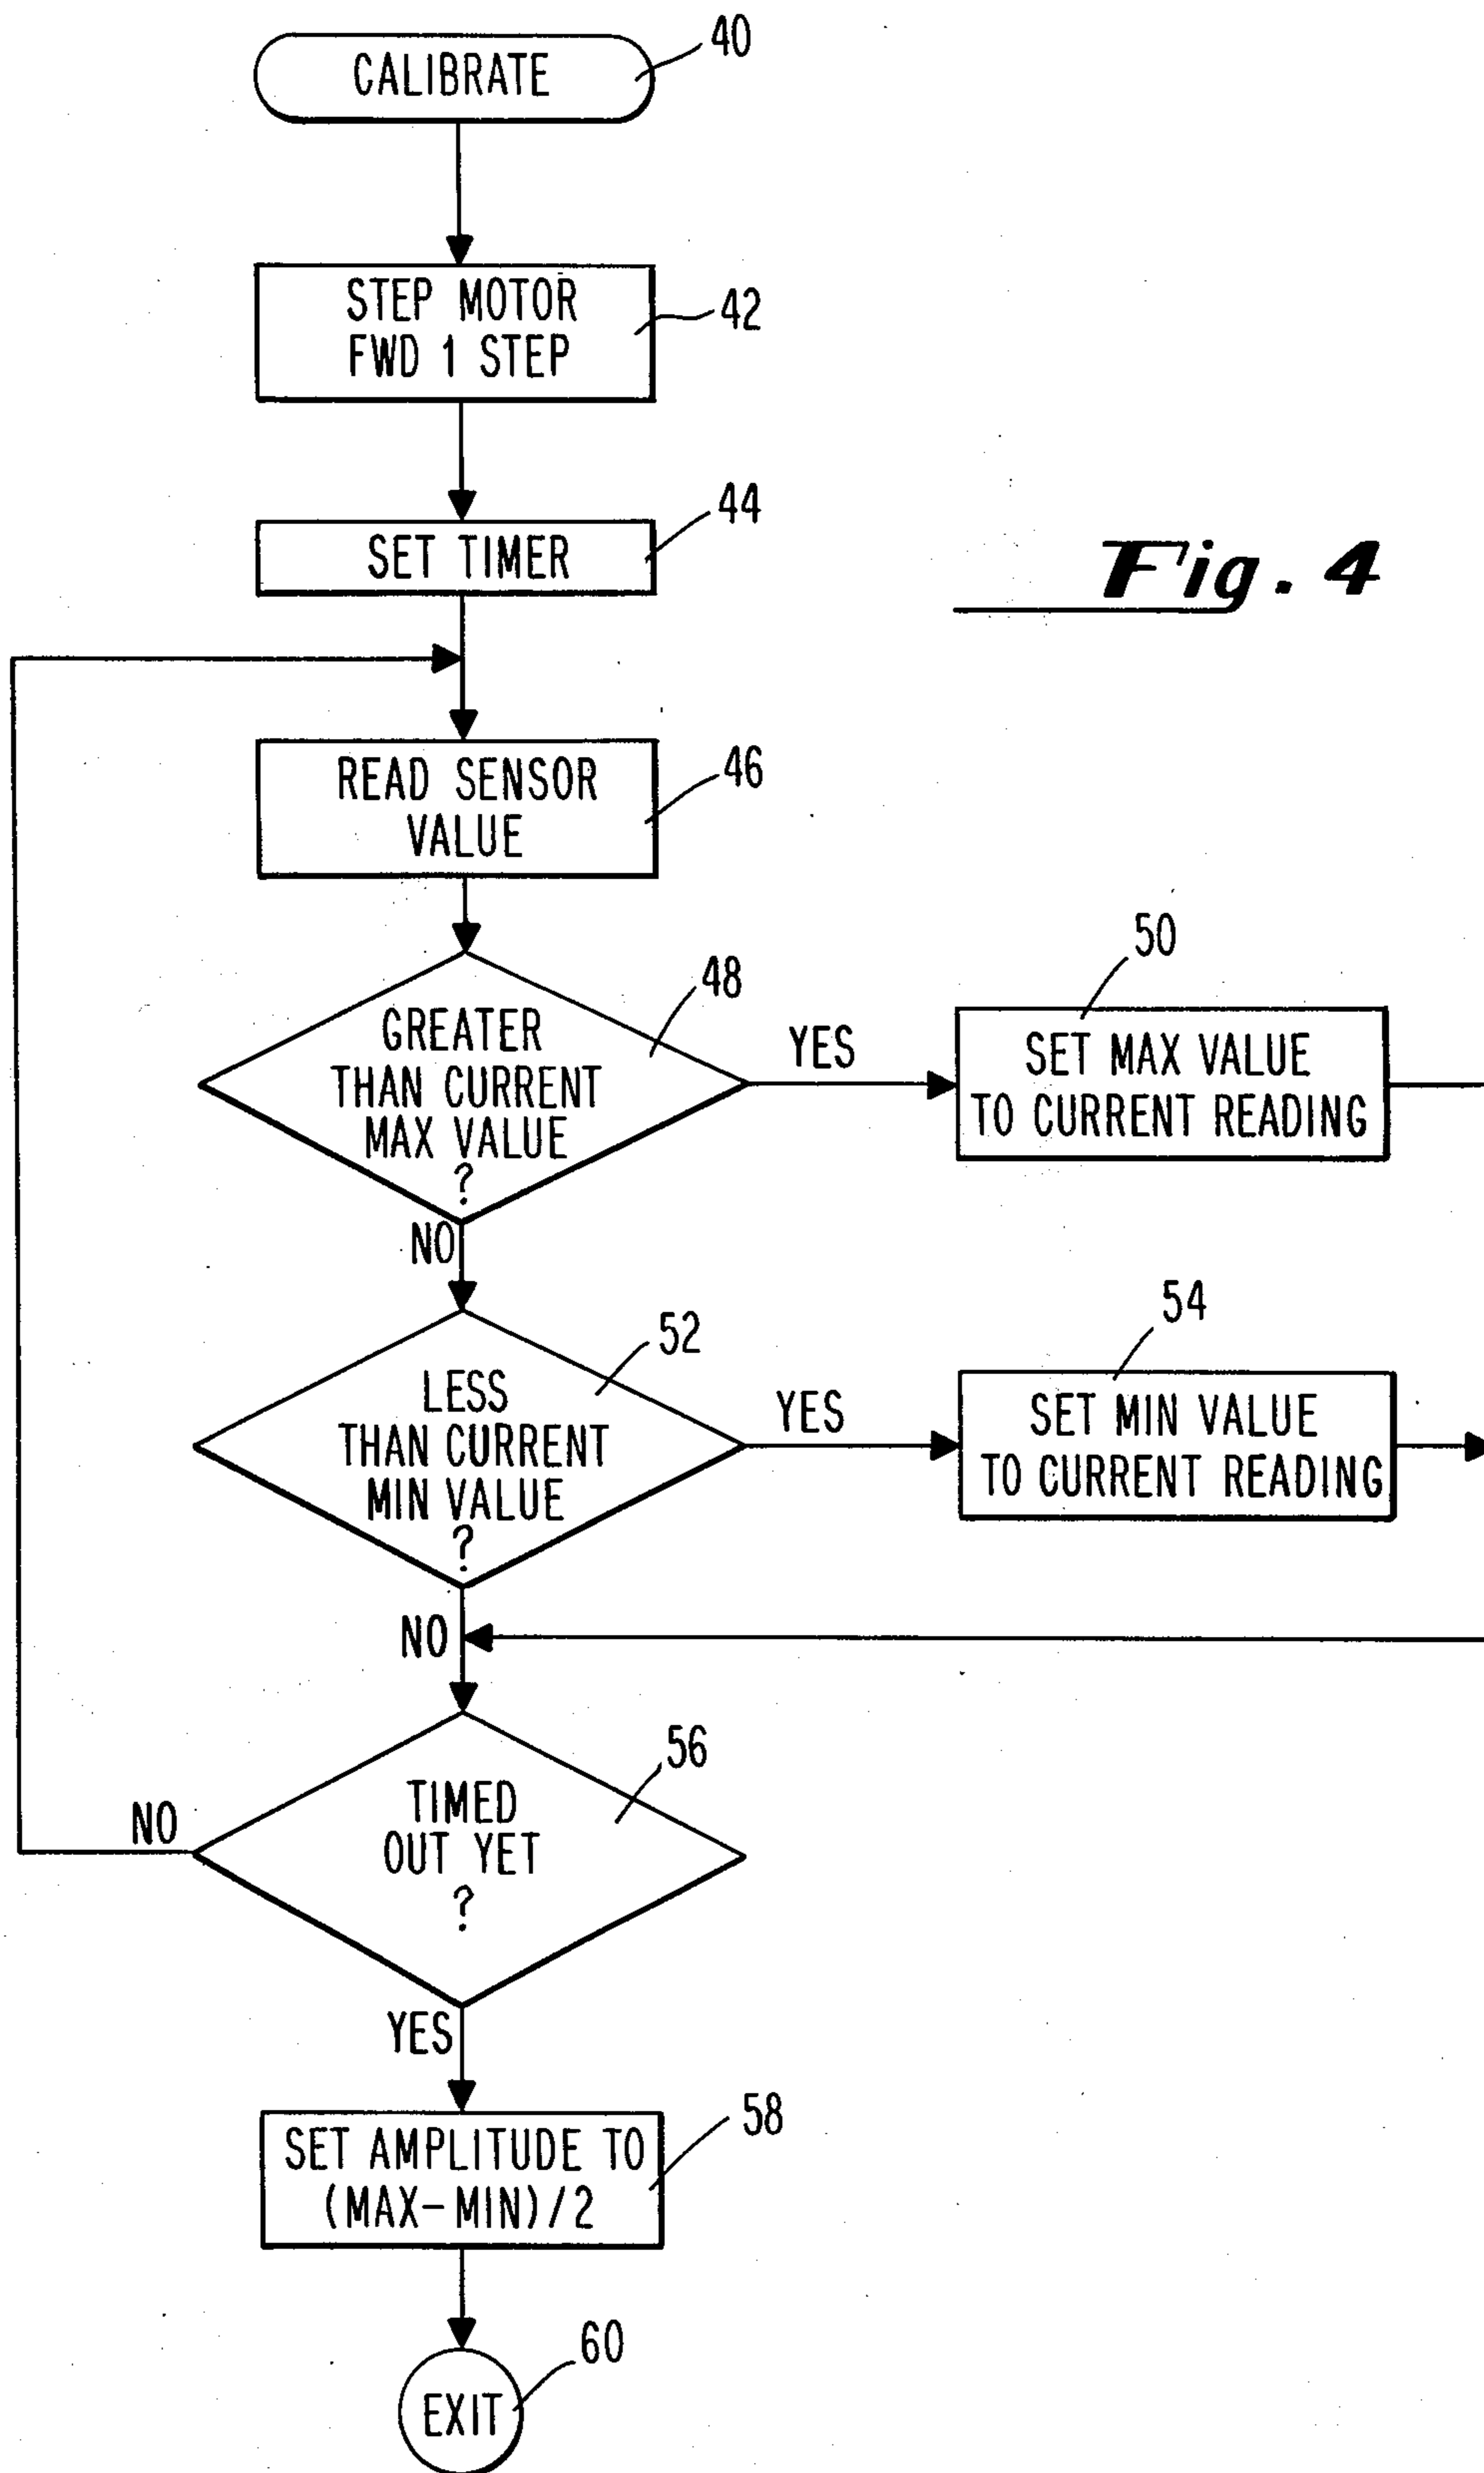 CALIBRATE
40
STEP MOTOR
FWD 1 STEP
42
SET TIMER
44
Fig. 4
READ SENSOR
VALUE
46
GREATER
THAN CURRENT
MAX VALUE
?
48
YES
50
SET MAX VALUE
TO CURRENT READING
NO
LESS
THAN CURRENT
MIN VALUE
?
52
YES
54
SET MIN VALUE
TO CURRENT READING
NO
TIMED
OUT YET
?
56
NO
YES
SET AMPLITUDE TO
(MAX-MIN)/2
58
EXIT
60